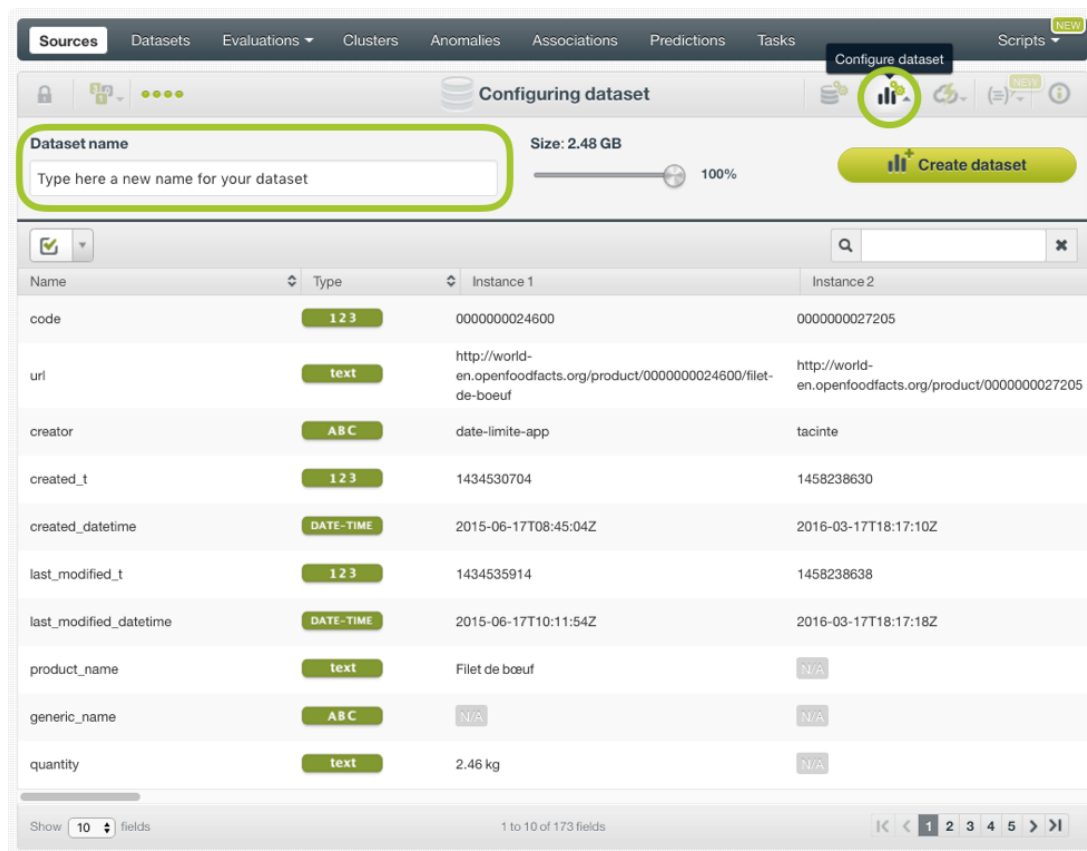 Sources Datasets Evaluations Clusters Anomalies Associations Predictions Tasks Scripts NEW
Configure dataset
Configuring dataset
(=) NEW
Dataset name
Size: 2.48 GB
Type here a new name for your dataset
100%
Create dataset
Name Type Instance 1 Instance 2
code 123 0000000024600 0000000027205
url text http://world-
en.openfoodfacts.org/product/0000000024600/filet-
de-boeuf
http://world-
en.openfoodfacts.org/product/0000000027205
creator ABC date-limite-app tacinte
created_t 123 1434530704 1458238630
created_datetime DATE-TIME 2015-06-17T08:45:04Z 2016-03-17T18:17:10Z
last_modified_t 123 1434535914 1458238638
last_modified_datetime DATE-TIME 2015-06-17T10:11:54Z 2016-03-17T18:17:18Z
product_name text Filet de bœuf N/A
generic_name ABC N/A N/A
quantity text 2.46 kg N/A
Show 10 fields
1 to 10 of 173 fields
1 2 3 4 5